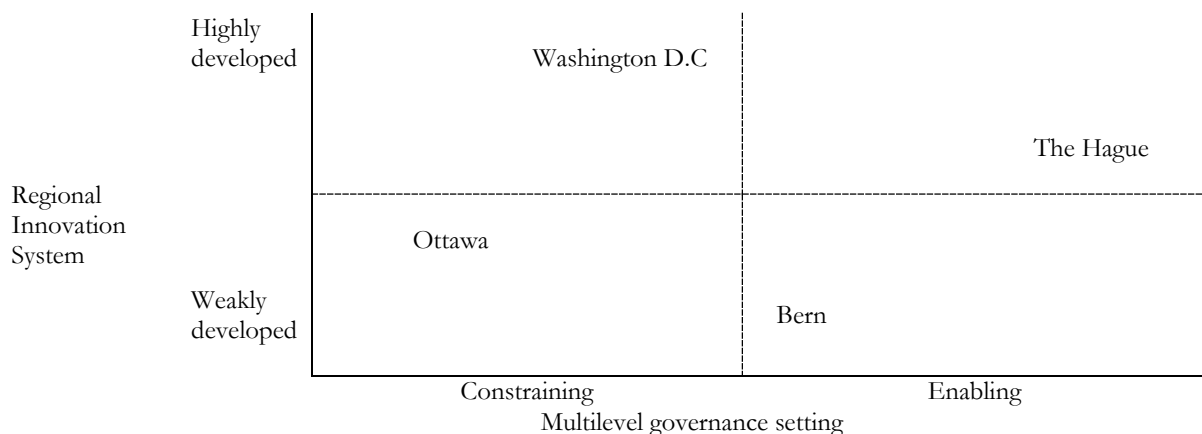 Highly
developed
Washington D.C
The Hague
Regional
Innovation
System
Ottawa
Weakly
developed
Bern
Constraining
Enabling
Multilevel governance setting